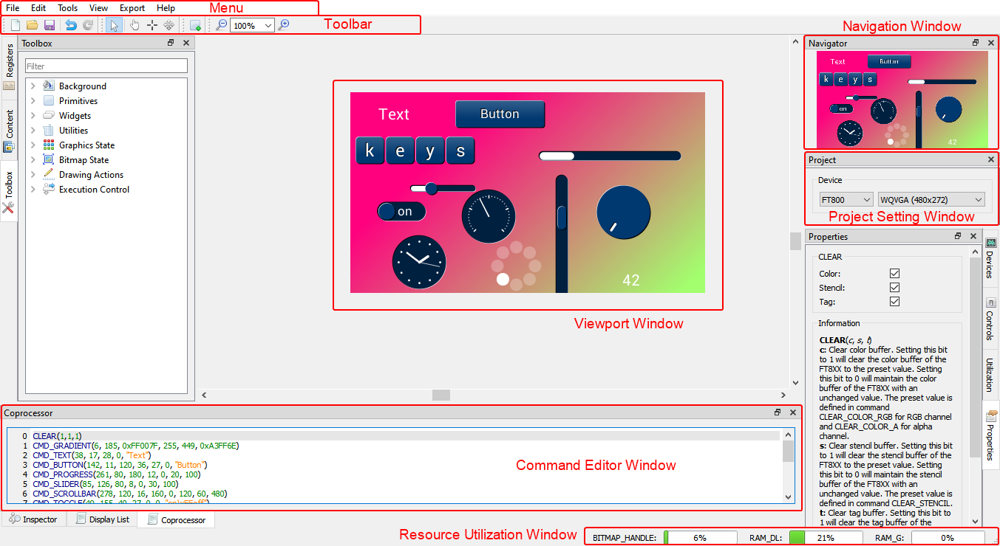 File Edit Tools View Export Help Menu
100% Toolbar
Navigation Window
Registers
Content
Toolbox
Toolbox
Filter
Background
Primitives
Widgets
Utilities
Graphics State
Bitmap State
Drawing Actions
Execution Control
Text Button
k e y s
on
42
Viewport Window
Navigator
Text Button
k e y s
on
42
Project
Device
FT800 WQVGA (480x272)
Project Setting Window
Properties
CLEAR
Color:
Stencil:
Tag:
Information
CLEAR(c, s, t)
c: Clear color buffer. Setting this bit
to 1 will clear the color buffer of the
FT8XX to the preset value. Setting
this bit to 0 will maintain the color
buffer of the FT8XX with an
unchanged value. The preset value is
defined in command
CLEAR_COLOR_RGB for RGB channel
and CLEAR_COLOR_A for alpha
channel.
s: Clear stencil buffer. Setting this bit
to 1 will clear the stencil buffer of the
FT8XX to the preset value. Setting
this bit to 0 will maintain the stencil
buffer of the FT8XX with an
unchanged value. The preset value is
defined in command CLEAR_STENCIL.
t: Clear tag buffer. Setting this bit to
1 will clear the tag buffer of the
Devices
Controls
Utilization
Properties
Coprocessor
0 CLEAR(1,1,1)
1 CMD_GRADIENT(6, 185, 0xFF007F, 255, 449, 0xA3FF6E)
2 CMD_TEXT(38, 17, 28, 0, "Text")
3 CMD_BUTTON(142, 11, 120, 36, 27, 0, "Button")
4 CMD_PROGRESS(261, 80, 180, 12, 0, 20, 100)
5 CMD_SLIDER(85, 126, 80, 8, 0, 30, 100)
6 CMD_SCROLLBAR(278, 120, 16, 160, 0, 120, 60, 480)
7 CMD_TOGGLE(40, 155, 40, 27, 0, 0, "on\xFFoff")
Command Editor Window
Inspector Display List Coprocessor
Resource Utilization Window
BITMAP_HANDLE: 6% RAM_DL: 21% RAM_G: 0%